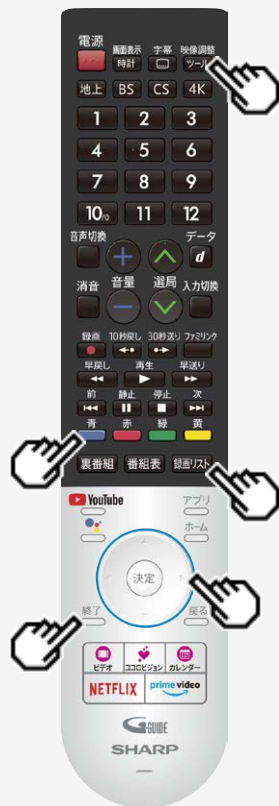 電源 画面表示 字幕 映像調整
時計 ツール
地上 BS CS 4K
1 2 3
4 5 6
7 8 9
10/0 11 12
音声切換 データ
d
消音 音量 選局 入力切換
録画 10秒戻し 30秒送り ファミリンク
早戻し 再生 早送り
前 静止 停止 次
青 赤 緑 黄
裏番組 番組表 録画リスト
YouTube アプリ
ホーム
決定
終了 戻る
ビデオ ココロビジョン カレンダー
NETFLIX prime video
G-GUIDE
SHARP